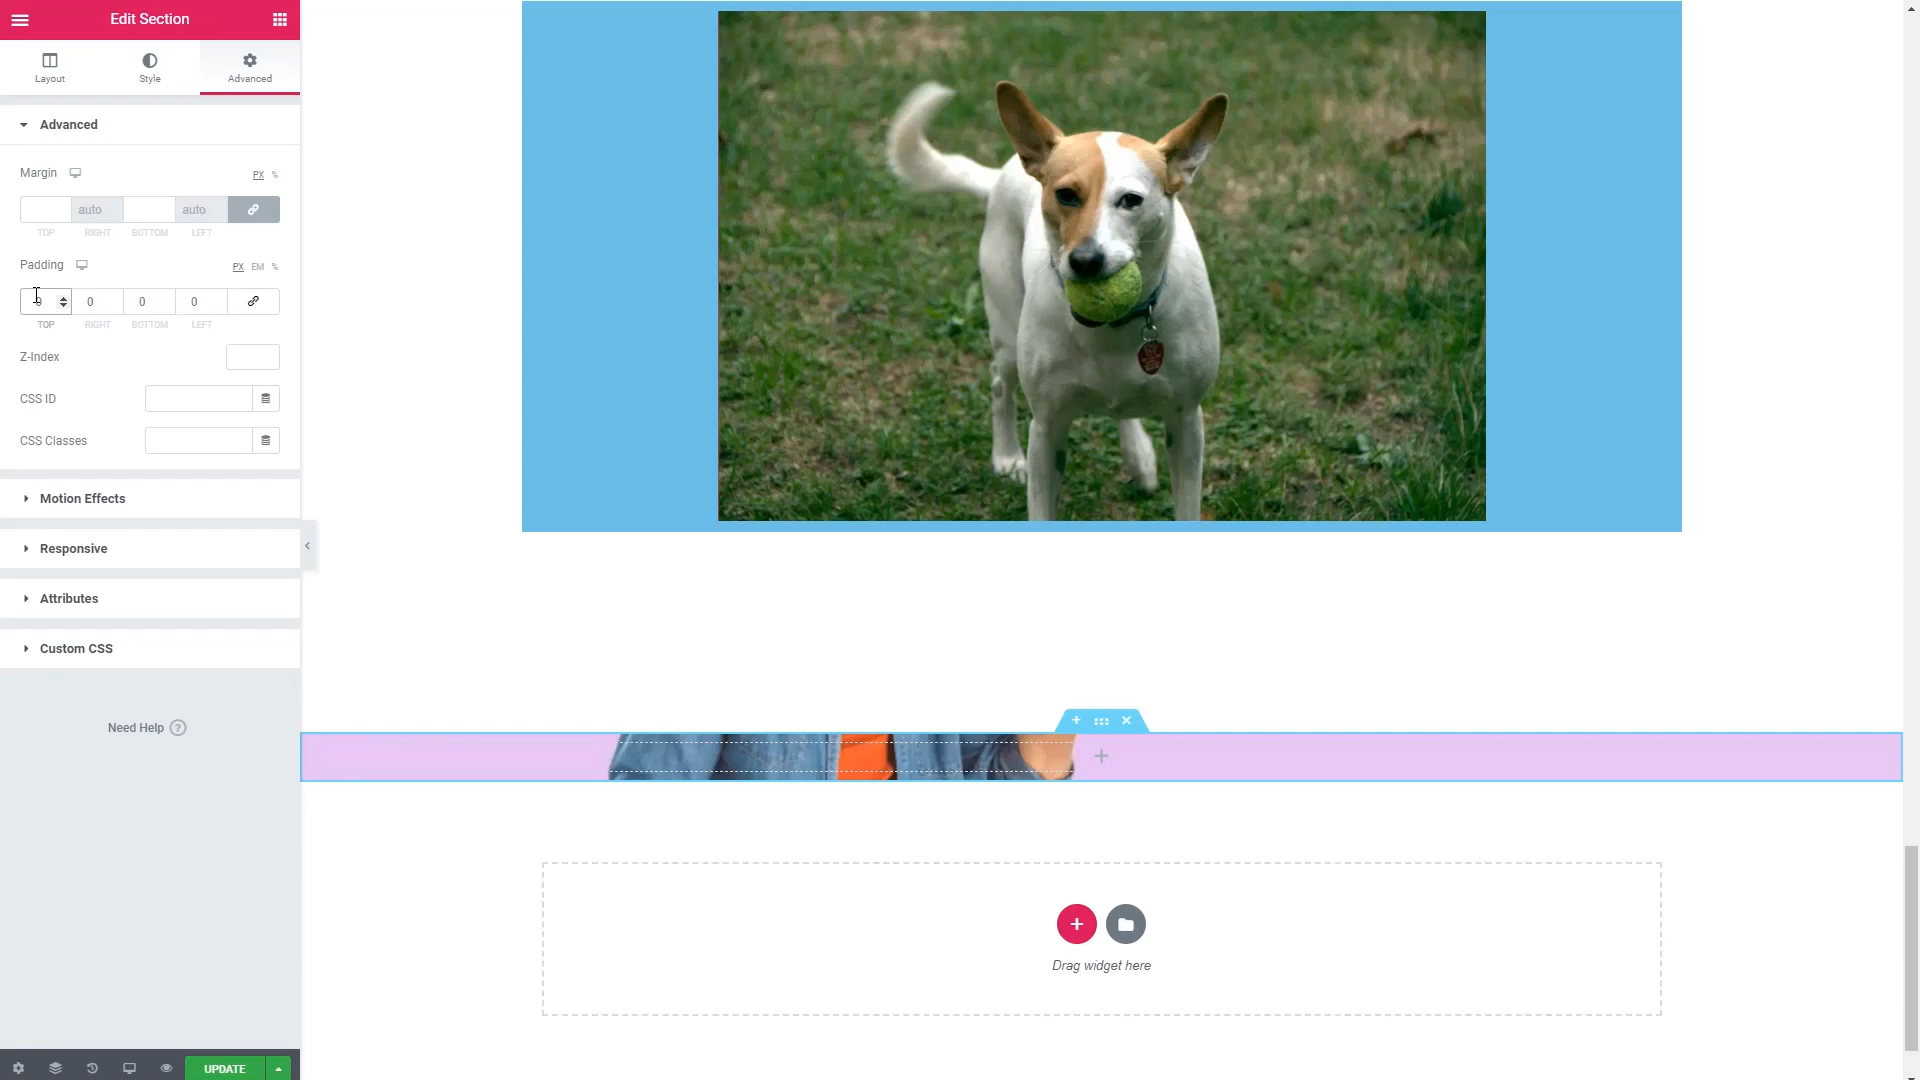 Edit Section
Layout
Style
Advanced
Advanced
Margin
PX %
auto
auto
TOP RIGHT BOTTOM LEFT
Padding
PX EM %
0 0 0 0
TOP RIGHT BOTTOM LEFT
Z-Index
CSS ID
CSS Classes
Motion Effects
Responsive
Attributes
Custom CSS
Need Help ?
UPDATE
Drag widget here